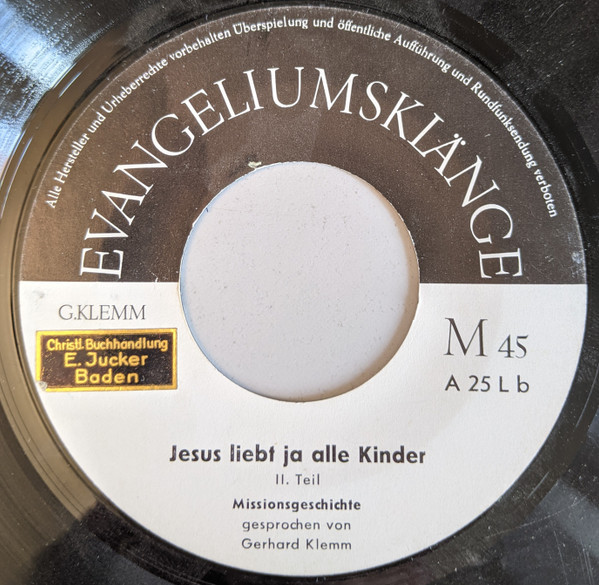 Alle Hersteller und Urheberrechte vorbehalten Überspielung und öffentliche Aufführung und Rundfunksendung verboten
EVANGELIUMSKLÄNGE
G.KLEMM
Christl. Buchhandlung
E. Jucker
Baden
M 45
A 25 L b
Jesus liebt ja alle Kinder
II. Teil
Missionsgeschichte
gesprochen von
Gerhard Klemm